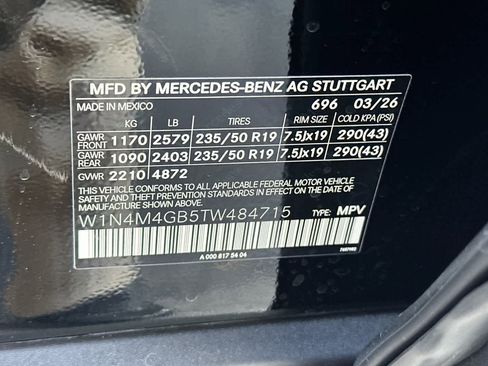 MFD BY MERCEDES-BENZ AG STUTTGART
MADE IN MEXICO 696 03/26
KG LB TIRES RIM SIZE COLD KPA (PSI)
GAWR FRONT 1170 2579 235/50 R19 7.5Jx19 290(43)
GAWR REAR 1090 2403 235/50 R19 7.5Jx19 290(43)
GVWR 2210 4872
THIS VEHICLE CONFORMS TO ALL APPLICABLE FEDERAL MOTOR VEHICLE
SAFETY AND THEFT PREVENTION STANDARDS IN EFFECT ON THE DATE OF
MANUFACTURE SHOWN ABOVE.
W1N4M4GB5TW484715 TYPE: MPV
A 000 817 54 04